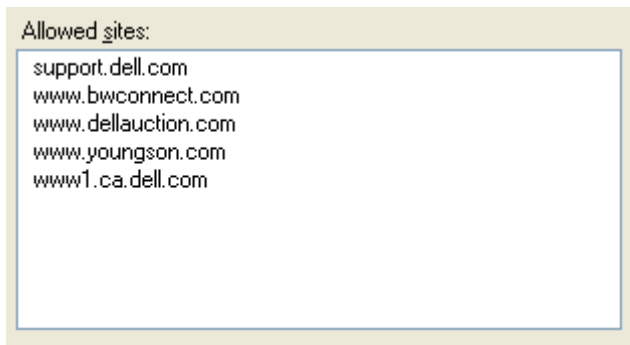 Allowed sites:
support.dell.com
www.bwconnect.com
www.dellauction.com
www.youngson.com
www1.ca.dell.com